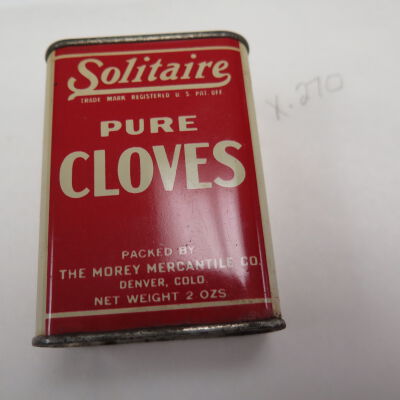 Solitaire
TRADE MARK REGISTERED U S PAT. OFF
PURE
CLOVES
PACKED BY
THE MOREY MERCANTILE CO.
DENVER, COLO.
NET WEIGHT 2 OZS
X.270